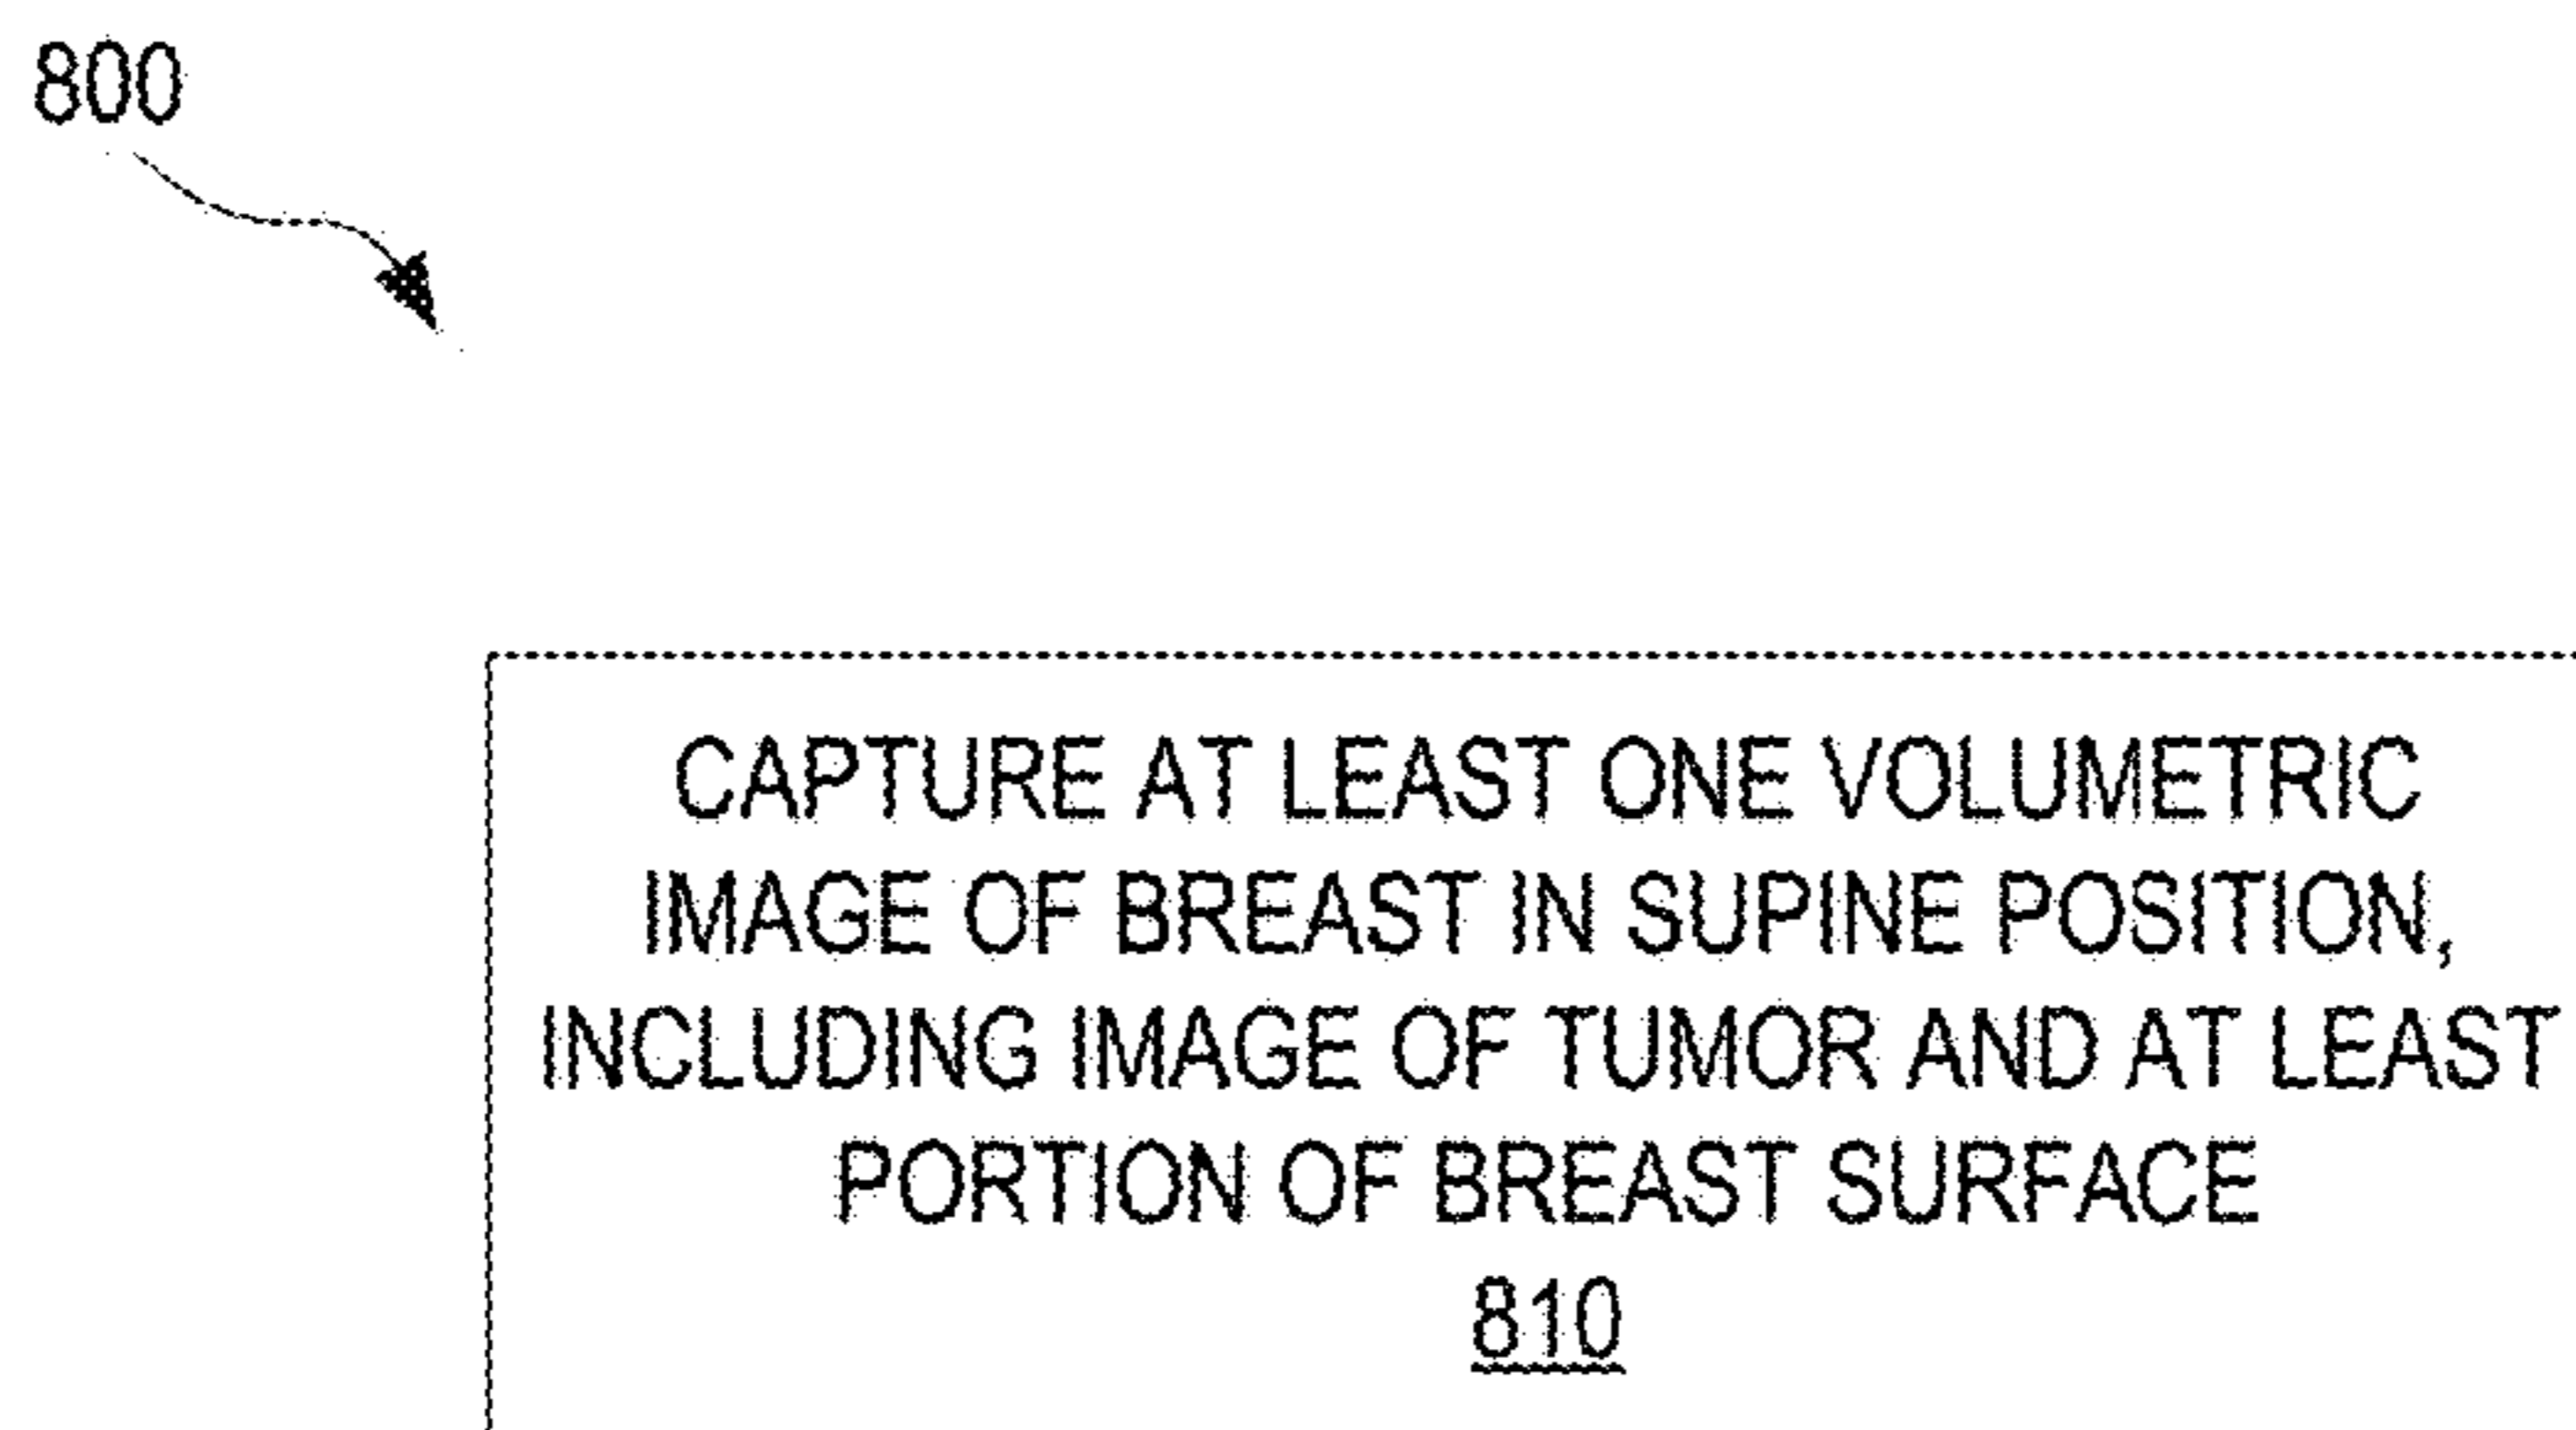 800
CAPTURE AT LEAST ONE VOLUMETRIC
IMAGE OF BREAST IN SUPINE POSITION,
INCLUDING IMAGE OF TUMOR AND AT LEAST
PORTION OF BREAST SURFACE
810